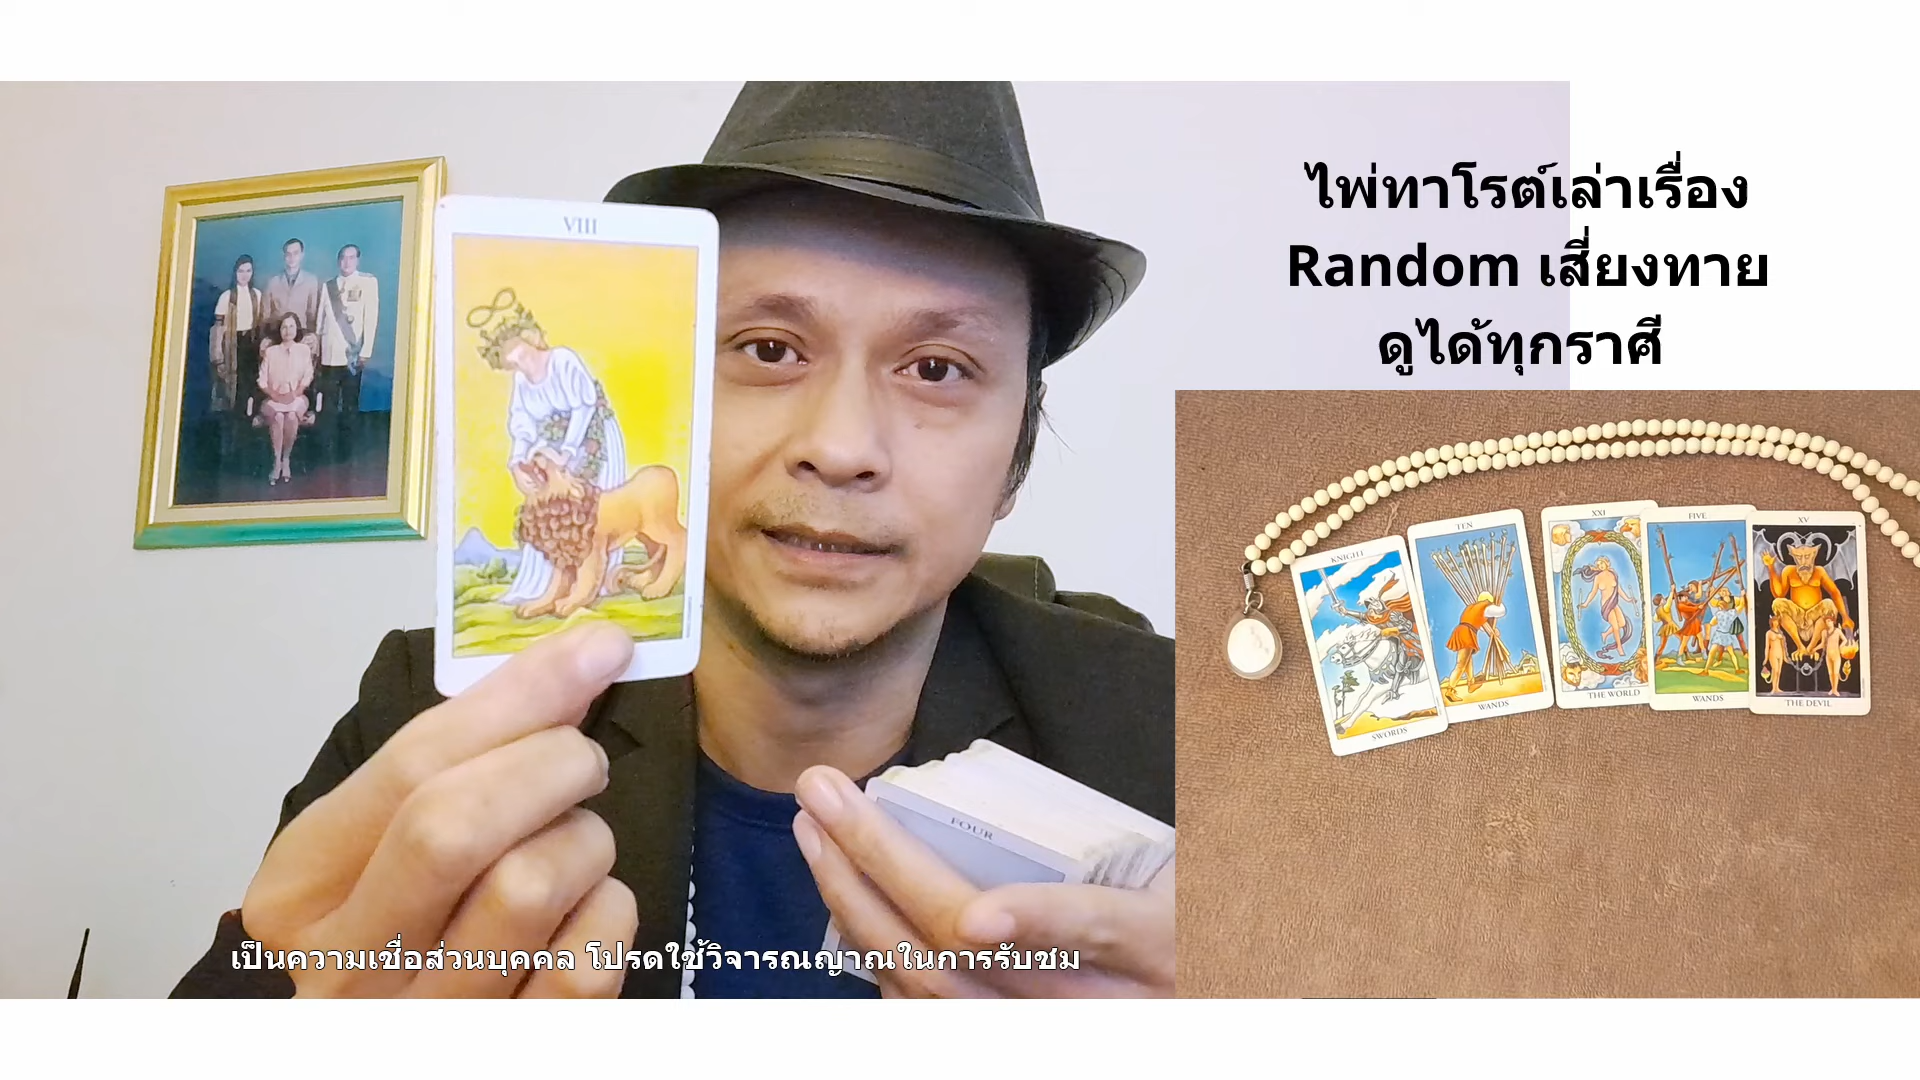 ไพ่ทาโรต์เล่าเรื่อง
Random เสี่ยงทาย
ดูได้ทุกราศี
VIII
FOUR
KNIGHT
SWORDS
TEN
WANDS
XXI
THE WORLD
FIVE
WANDS
XV
THE DEVIL
เป็นความเชื่อส่วนบุคคล โปรดใช้วิจารณญาณในการรับชม